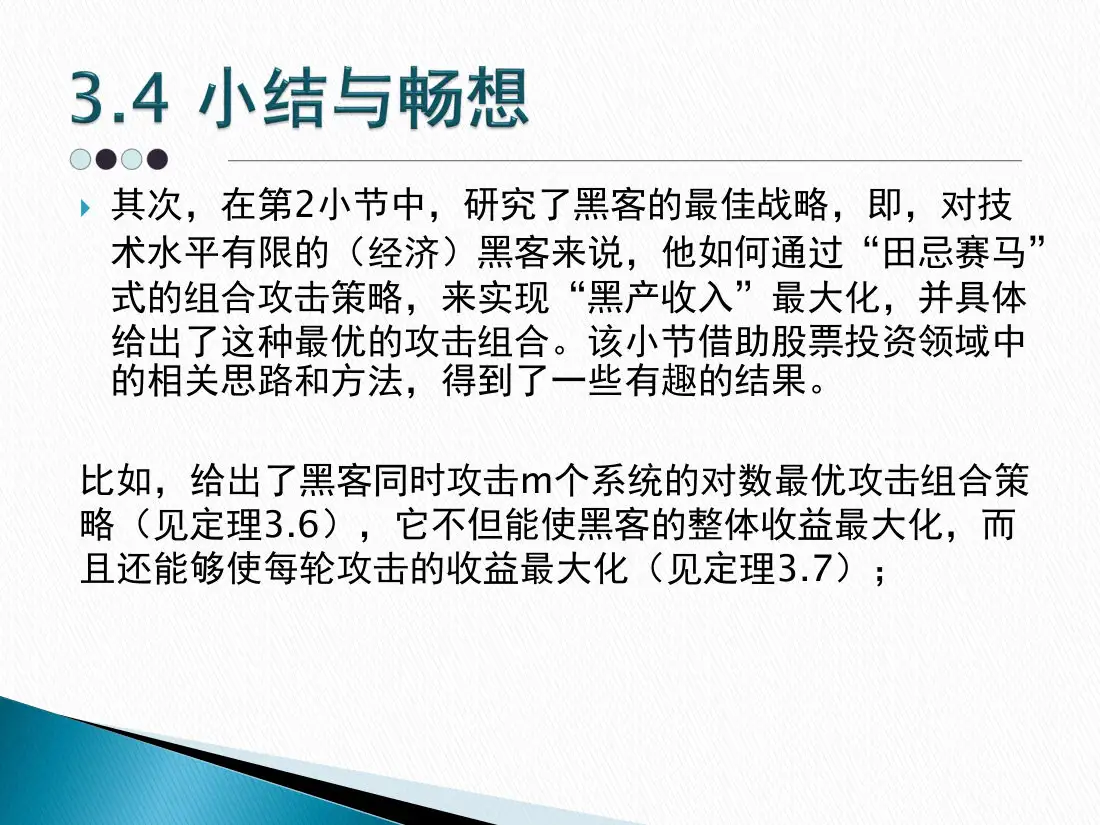 3.4 小结与畅想
其次，在第2小节中，研究了黑客的最佳战略，即，对技
术水平有限的（经济）黑客来说，他如何通过“田忌赛马”
式的组合攻击策略，来实现“黑产收入”最大化，并具体
给出了这种最优的攻击组合。该小节借助股票投资领域中
的相关思路和方法，得到了一些有趣的结果。
比如，给出了黑客同时攻击m个系统的对数最优攻击组合策
略（见定理3.6），它不但能使黑客的整体收益最大化，而
且还能够使每轮攻击的收益最大化（见定理3.7）；